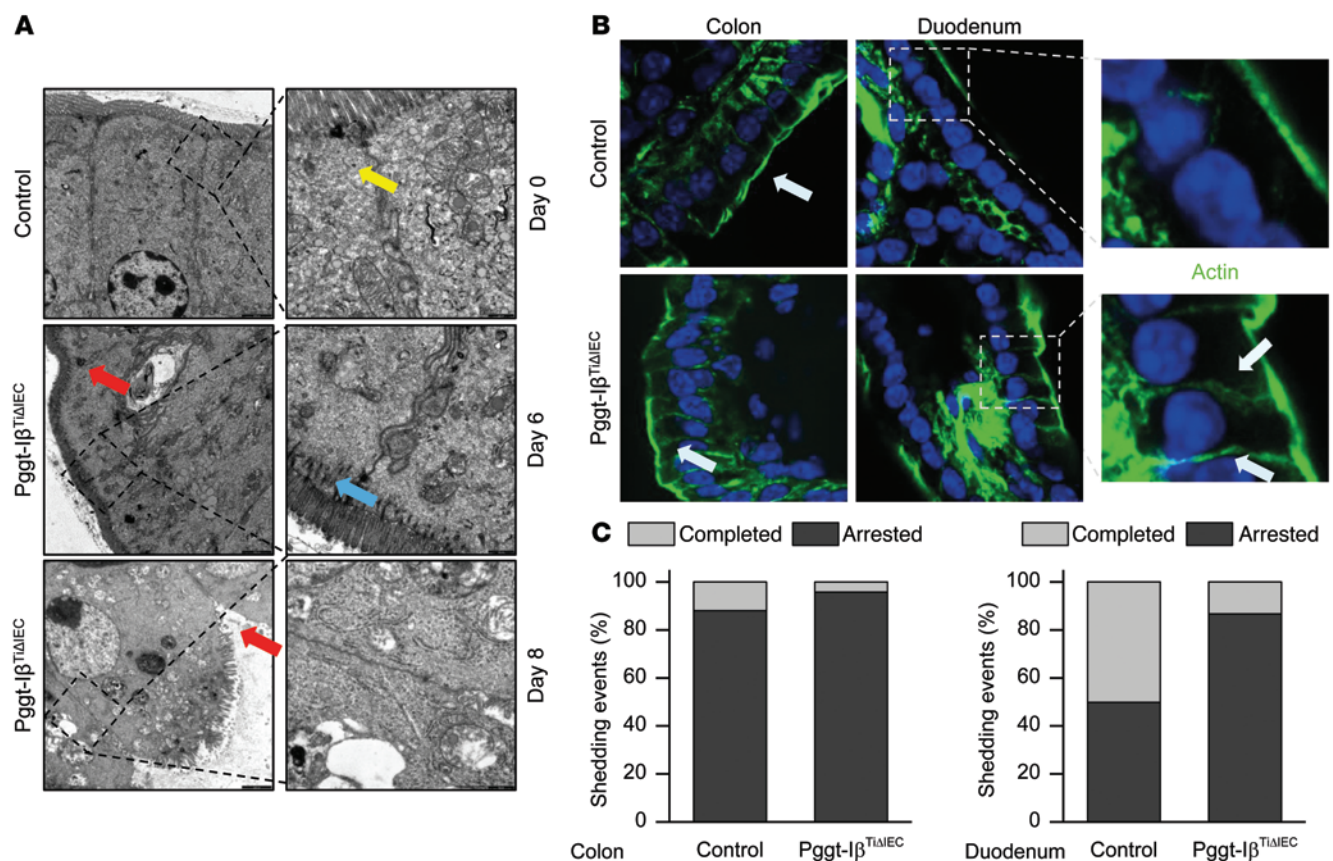 A
Control
Day 0
Pggt-Iβ^TiΔIEC
Day 6
Pggt-Iβ^TiΔIEC
Day 8
B
Colon
Duodenum
Control
Actin
Pggt-Iβ^TiΔIEC
C
Completed Arrested
Shedding events (%)
100
80
60
40
20
0
Colon
Control
Pggt-Iβ^TiΔIEC
Completed Arrested
Shedding events (%)
100
80
60
40
20
0
Duodenum
Control
Pggt-Iβ^TiΔIEC